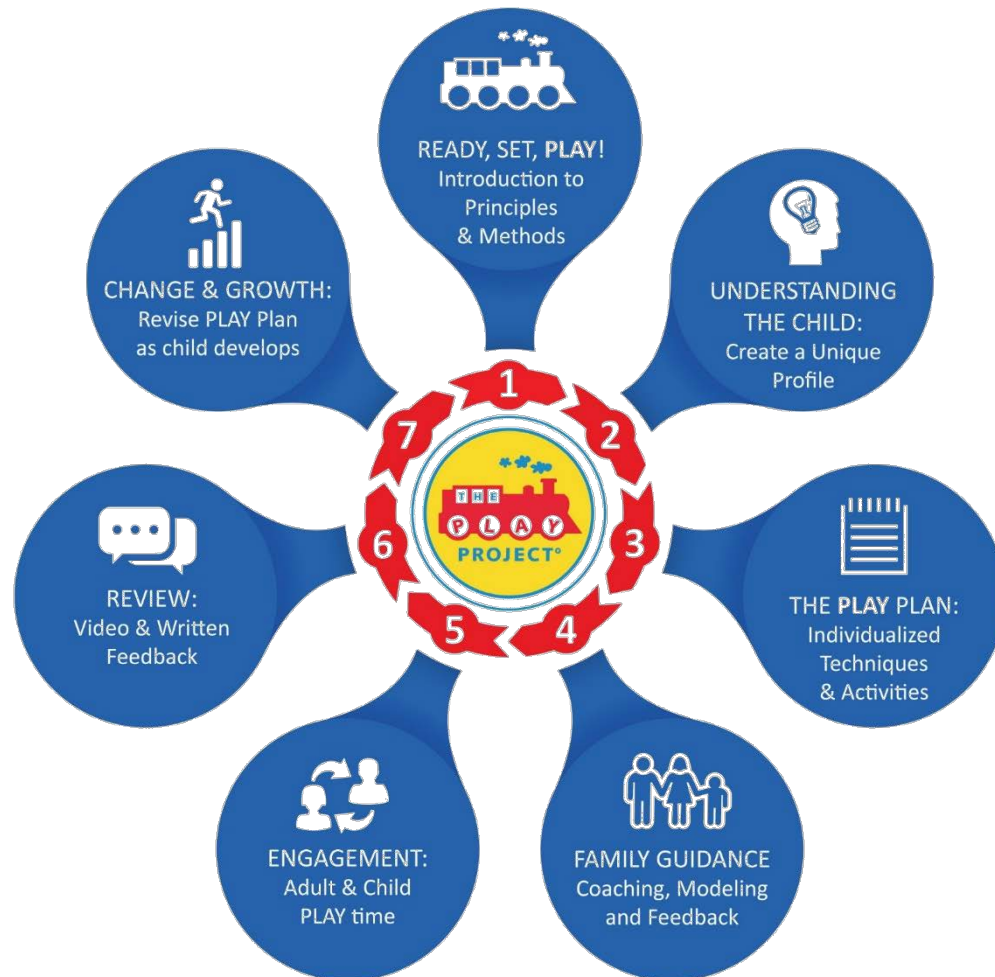 READY, SET, PLAY!
Introduction to
Principles
& Methods
UNDERSTANDING
THE CHILD:
Create a Unique
Profile
THE PLAY PLAN:
Individualized
Techniques
& Activities
FAMILY GUIDANCE
Coaching, Modeling
and Feedback
ENGAGEMENT:
Adult & Child
PLAY time
REVIEW:
Video & Written
Feedback
CHANGE & GROWTH:
Revise PLAY Plan
as child develops
1
2
3
4
5
6
7
THE
PLAY
PROJECT®